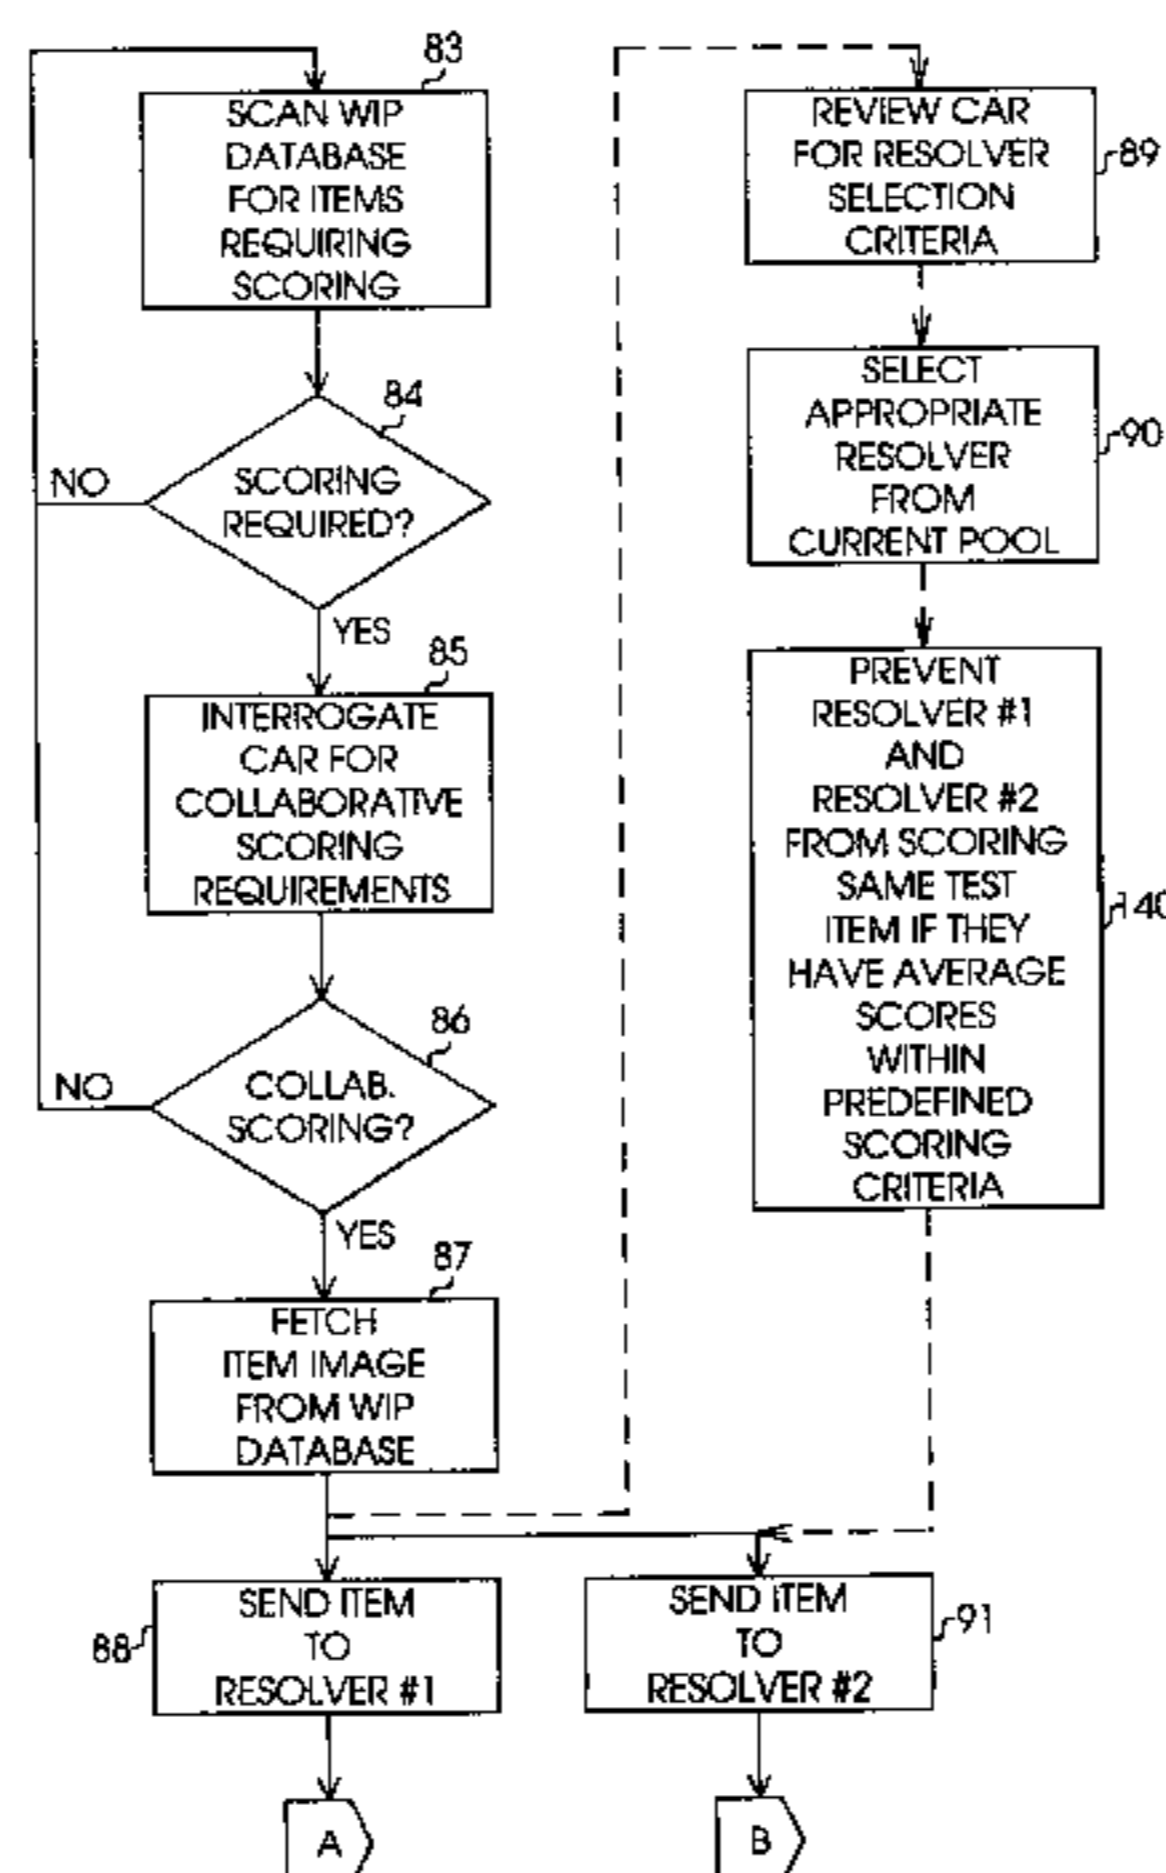 83
SCAN WIP
DATABASE
FOR ITEMS
REQUIRING
SCORING
84
NO
SCORING
REQUIRED?
YES
85
INTERROGATE
CAR FOR
COLLABORATIVE
SCORING
REQUIREMENTS
86
NO
COLLAB.
SCORING?
YES
87
FETCH
ITEM IMAGE
FROM WIP
DATABASE
88
SEND ITEM
TO
RESOLVER #1
A
REVIEW CAR
FOR RESOLVER
SELECTION
CRITERIA
89
SELECT
APPROPRIATE
RESOLVER
FROM
CURRENT POOL
90
PREVENT
RESOLVER #1
AND
RESOLVER #2
FROM SCORING
SAME TEST
ITEM IF THEY
HAVE AVERAGE
SCORES
WITHIN
PREDEFINED
SCORING
CRITERIA
140
SEND ITEM
TO
RESOLVER #2
91
B